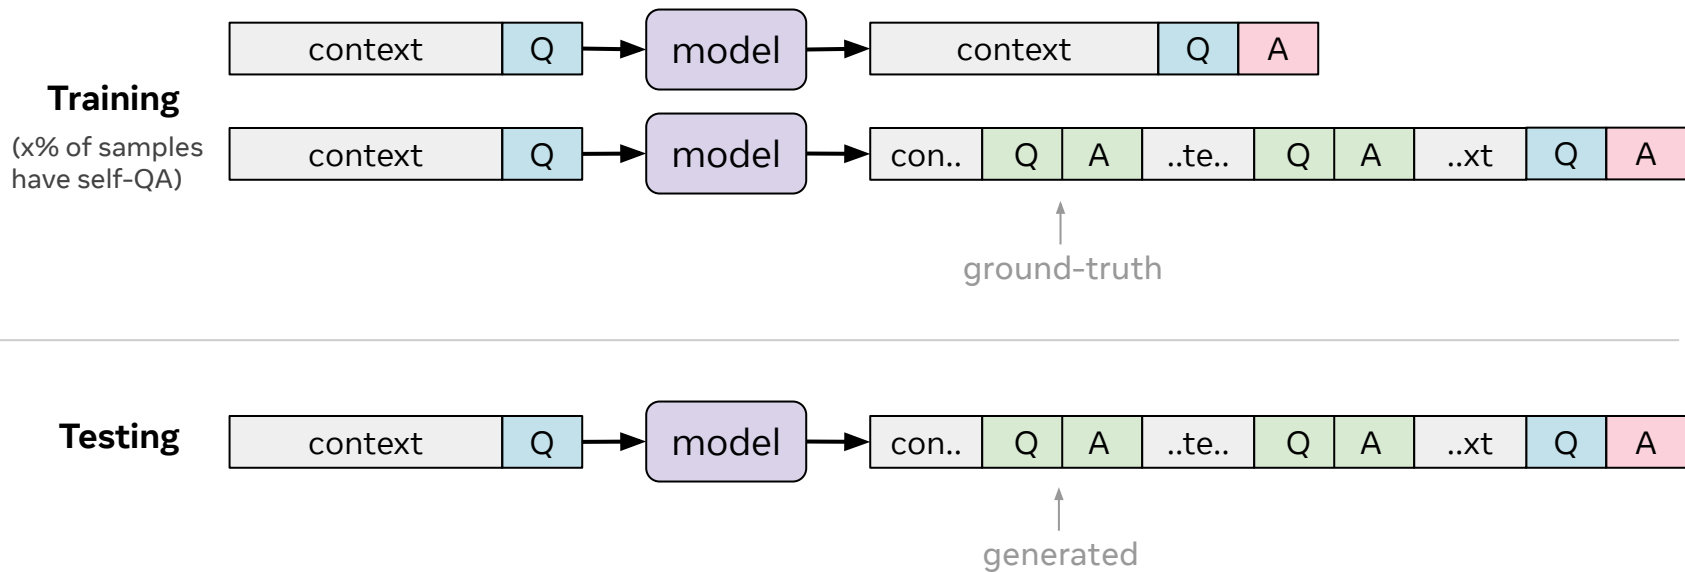 context Q model context Q A
Training
(x% of samples
have self-QA)
context Q model con.. Q A ..te.. Q A ..xt Q A
ground-truth
Testing
context Q model con.. Q A ..te.. Q A ..xt Q A
generated